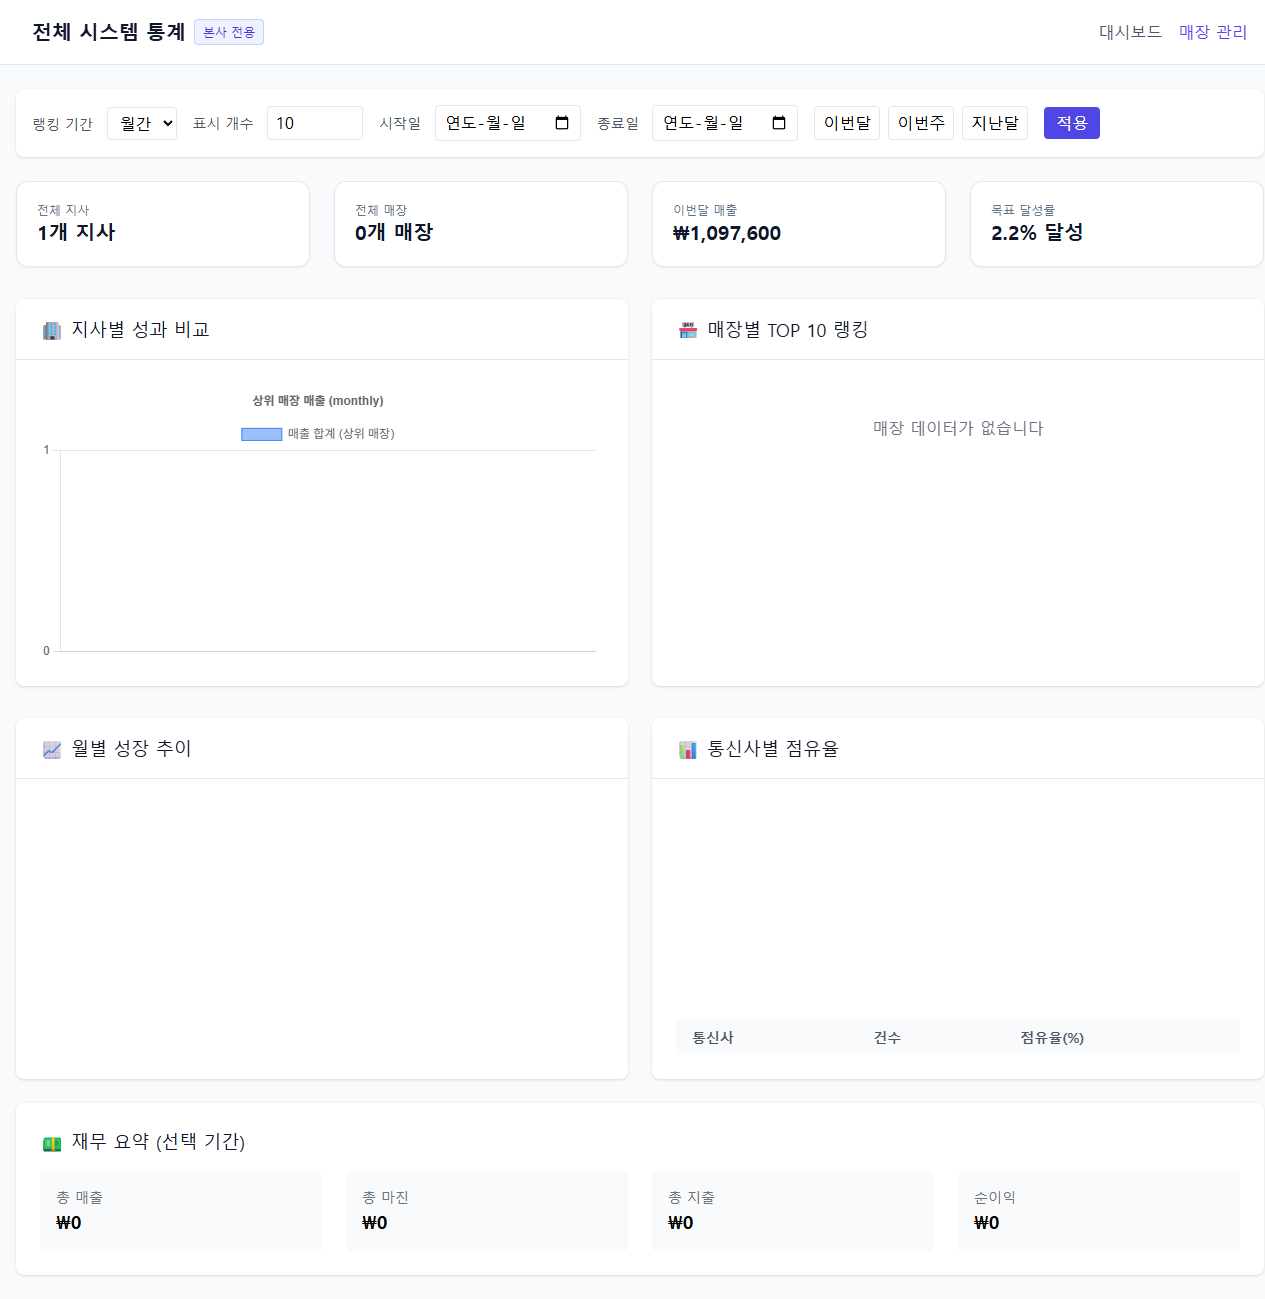 전체 시스템 통계 본사 전용 대시보드 매장 관리
랭킹 기간 월간 표시 개수 10 시작일 연도-월-일 종료일 연도-월-일 이번달 이번주 지난달 적용
전체 지사 전체 매장 이번달 매출 목표 달성률
1개 지사 0개 매장 ₩1,097,600 2.2% 달성
지사별 성과 비교 매장별 TOP 10 랭킹
상위 매장 매출 (monthly)
매출 합계 (상위 매장)
매장 데이터가 없습니다
1
0
월별 성장 추이 통신사별 점유율
통신사 건수 점유율(%)
재무 요약 (선택 기간)
총 매출 총 마진 총 지출 순이익
₩0 ₩0 ₩0 ₩0